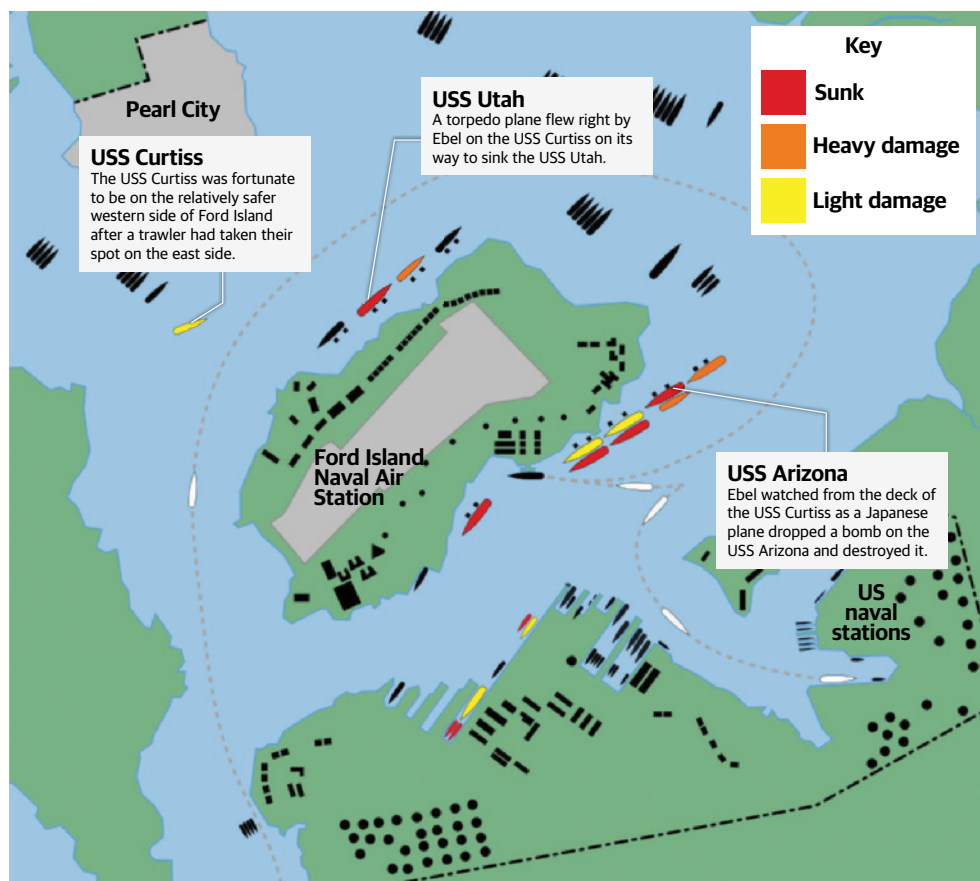 Key
Sunk
Heavy damage
Light damage
Pearl City
USS Utah
A torpedo plane flew right by
Ebel on the USS Curtiss on its
way to sink the USS Utah.
USS Curtiss
The USS Curtiss was fortunate
to be on the relatively safer
western side of Ford Island
after a trawler had taken their
spot on the east side.
Ford Island
Naval Air
Station
USS Arizona
Ebel watched from the deck of
the USS Curtiss as a Japanese
plane dropped a bomb on the
USS Arizona and destroyed it.
US
naval
stations